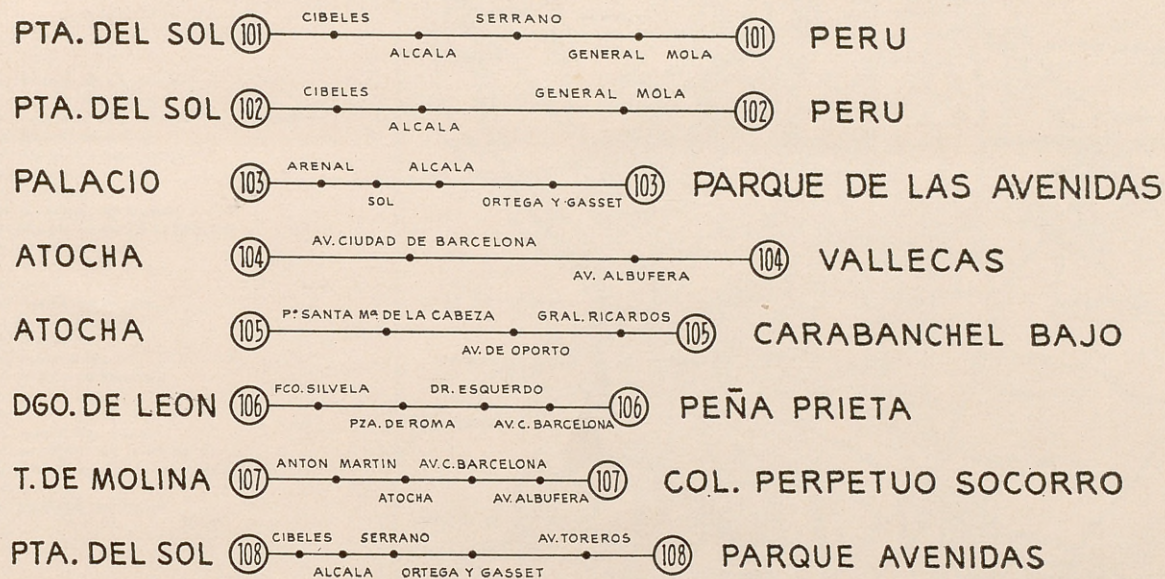 CIBELES SERRANO
PTA. DEL SOL 101 101 PERU
ALCALA GENERAL MOLA
CIBELES GENERAL MOLA
PTA. DEL SOL 102 102 PERU
ALCALA
ARENAL ALCALA
PALACIO 103 103 PARQUE DE LAS AVENIDAS
SOL ORTEGA Y GASSET
AV. CIUDAD DE BARCELONA
ATOCHA 104 104 VALLECAS
AV. ALBUFERA
Pº SANTA Mª DE LA CABEZA GRAL. RICARDOS
ATOCHA 105 105 CARABANCHEL BAJO
AV. DE OPORTO
FCO. SILVELA DR. ESQUERDO
DGO. DE LEON 106 106 PEÑA PRIETA
PZA. DE ROMA AV. C. BARCELONA
ANTON MARTIN AV. C. BARCELONA
T. DE MOLINA 107 107 COL. PERPETUO SOCORRO
ATOCHA AV. ALBUFERA
CIBELES SERRANO AV. TOREROS
PTA. DEL SOL 108 108 PARQUE AVENIDAS
ALCALA ORTEGA Y GASSET